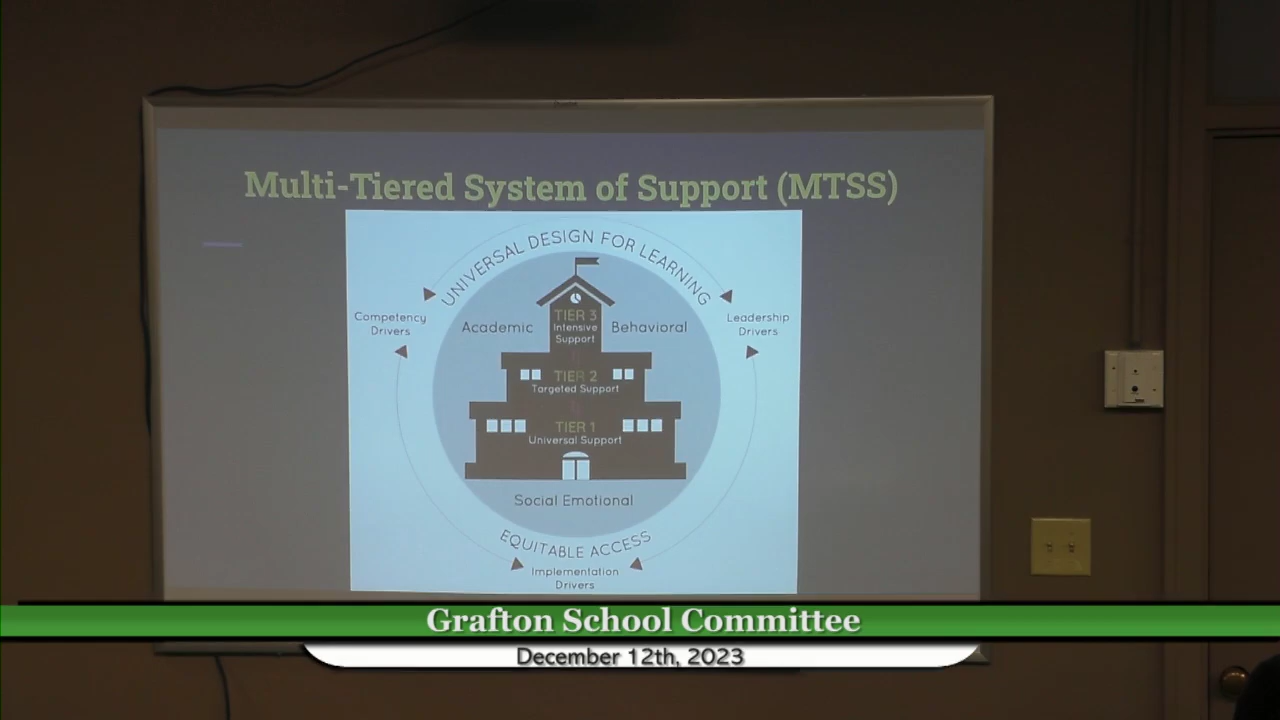 Multi-Tiered System of Support (MTSS)
UNIVERSAL DESIGN FOR LEARNING
Competency
Drivers
Leadership
Drivers
Academic
Behavioral
TIER 3
Intensive
Support
TIER 2
Targeted Support
TIER 1
Universal Support
Social Emotional
EQUITABLE ACCESS
Implementation
Drivers
Grafton School Committee
December 12th, 2023